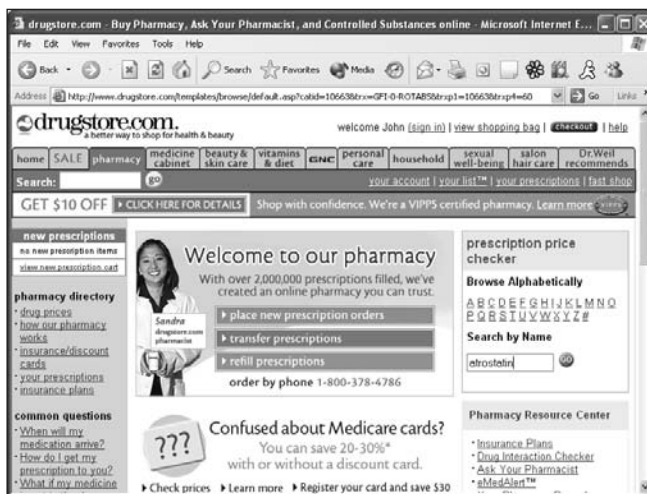 drugstore.com - Buy Pharmacy, Ask Your Pharmacist, and Controlled Substances online - Microsoft Internet E...
File Edit View Favorites Tools Help
Back Search Favorites Media
Address http://www.drugstore.com/templates/browse/default.asp?catid=10663&trx=GFI-0-ROTAB5&trxp1=10663&trxp4=60 Go Links
drugstore.com.
a better way to shop for health & beauty
welcome John (sign in) | view shopping bag | checkout | help
home SALE pharmacy medicine cabinet beauty & skin care vitamins & diet GNC personal care household sexual well-being salon hair care Dr.Weil recommends
Search: go your account | your list™ | your prescriptions | fast shop
GET $10 OFF CLICK HERE FOR DETAILS Shop with confidence. We're a VIPPS certified pharmacy. Learn more VIPPS
new prescriptions
no new prescription items
view new prescription cart
pharmacy directory
· drug prices
· how our pharmacy
works
· insurance/discount
cards
· your prescriptions
· insurance plans
common questions
· When will my
medication arrive?
· How do I get my
prescription to you?
· What if my medicine
Welcome to our pharmacy
With over 2,000,000 prescriptions filled, we've
created an online pharmacy you can trust.
place new prescription orders
transfer prescriptions
refill prescriptions
order by phone 1-800-378-4786
Sandra
drugstore.com
pharmacist
???
Confused about Medicare cards?
You can save 20-30%*
with or without a discount card.
Check prices Learn more Register your card and save $30
prescription price
checker
Browse Alphabetically
A B C D E F G H I J K L M N O
P Q R S T U V W X Y Z #
Search by Name
atrostatin GO
Pharmacy Resource Center
· Insurance Plans
· Drug Interaction Checker
· Ask Your Pharmacist
· eMedAlert™